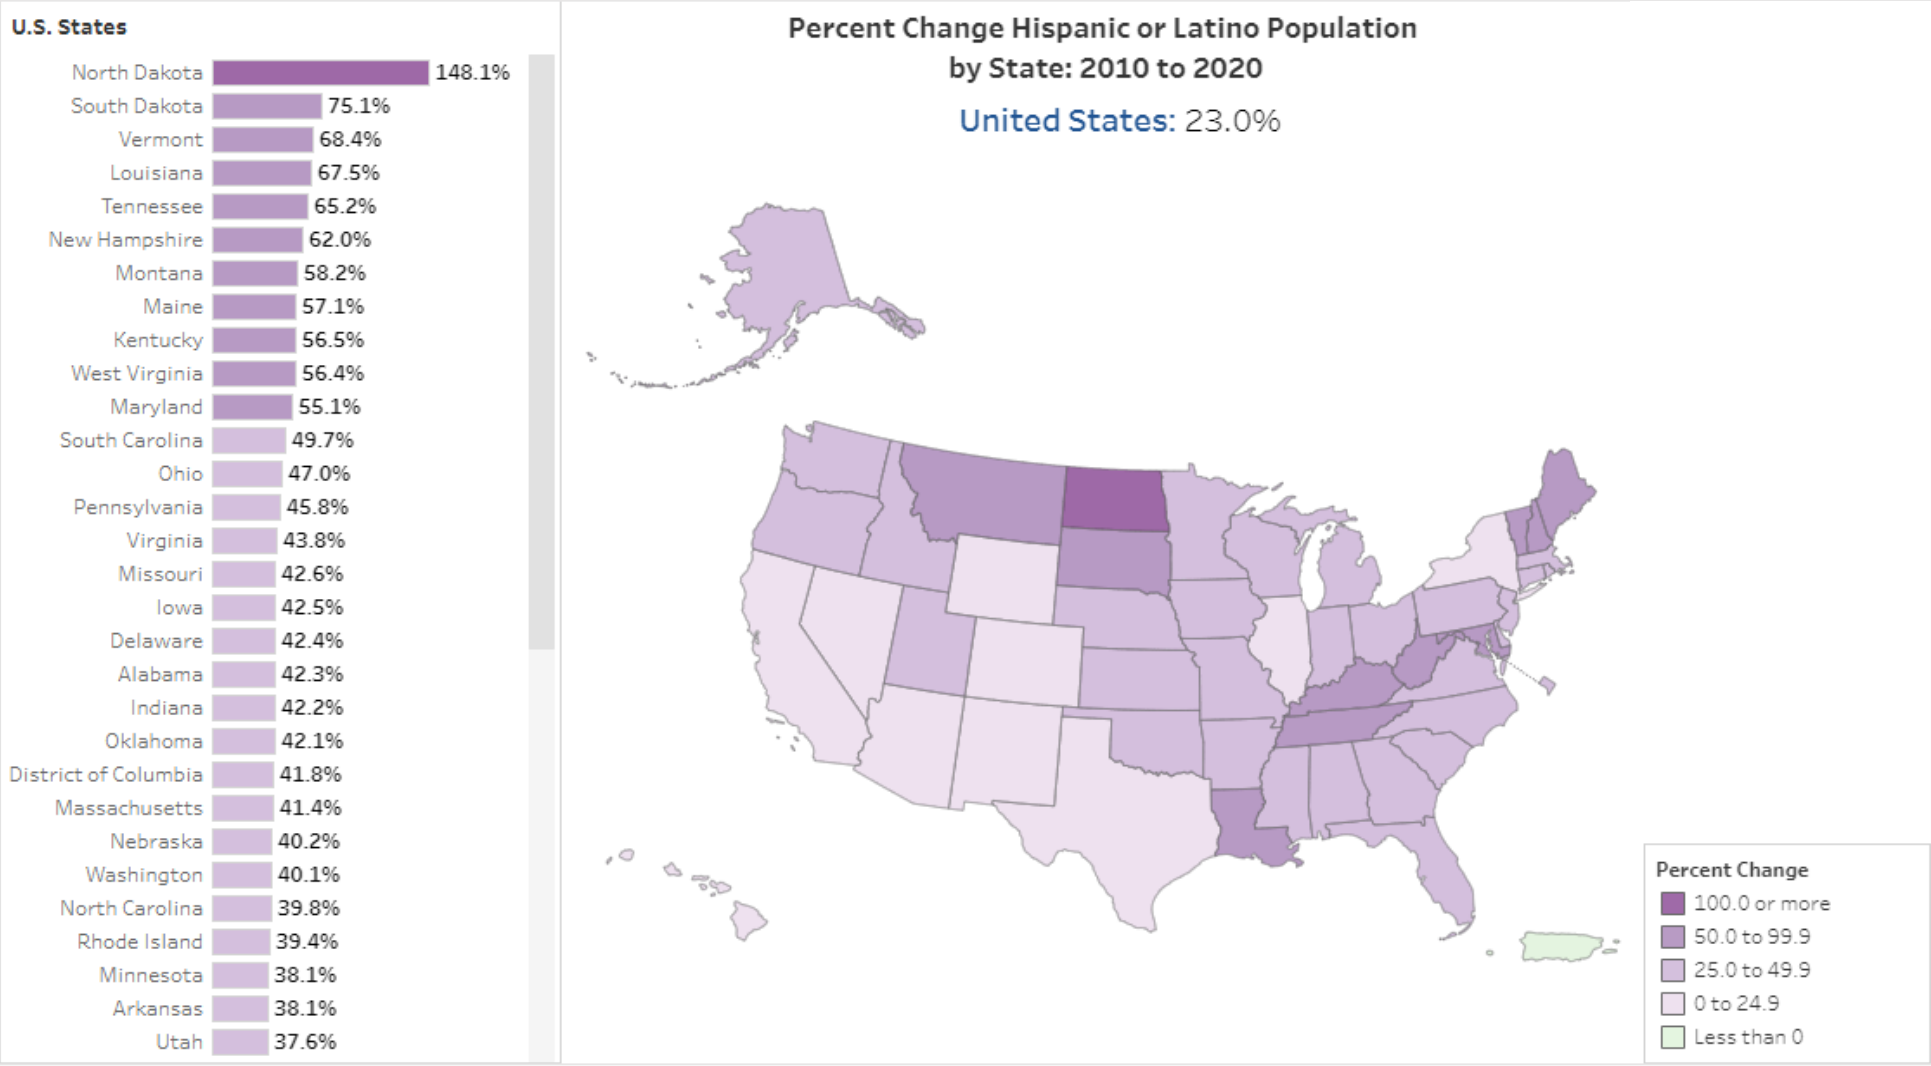 U.S. States
North Dakota 148.1%
South Dakota 75.1%
Vermont 68.4%
Louisiana 67.5%
Tennessee 65.2%
New Hampshire 62.0%
Montana 58.2%
Maine 57.1%
Kentucky 56.5%
West Virginia 56.4%
Maryland 55.1%
South Carolina 49.7%
Ohio 47.0%
Pennsylvania 45.8%
Virginia 43.8%
Missouri 42.6%
Iowa 42.5%
Delaware 42.4%
Alabama 42.3%
Indiana 42.2%
Oklahoma 42.1%
District of Columbia 41.8%
Massachusetts 41.4%
Nebraska 40.2%
Washington 40.1%
North Carolina 39.8%
Rhode Island 39.4%
Minnesota 38.1%
Arkansas 38.1%
Utah 37.6%
Percent Change Hispanic or Latino Population
by State: 2010 to 2020
United States: 23.0%
Percent Change
100.0 or more
50.0 to 99.9
25.0 to 49.9
0 to 24.9
Less than 0